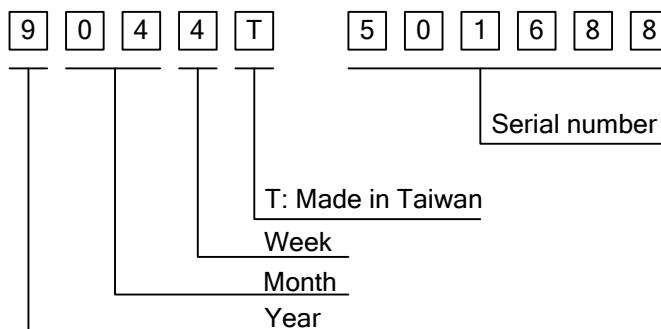 9 0 4 4 T 5 0 1 6 8 8
Serial number
T: Made in Taiwan
Week
Month
Year